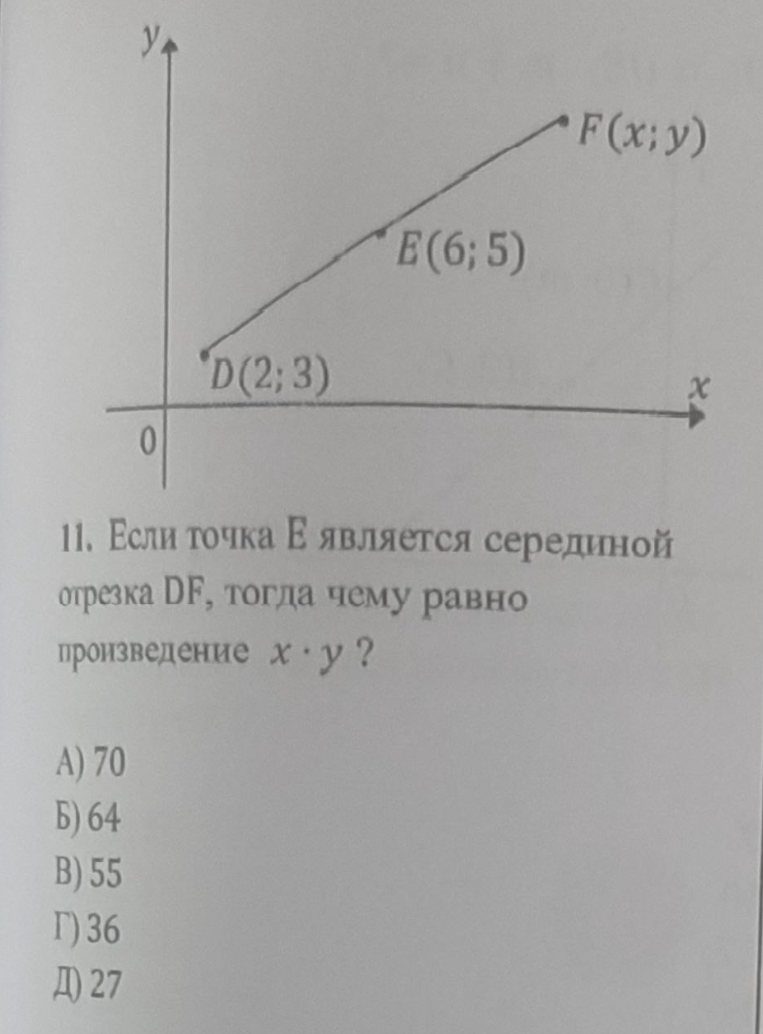 y
F(x; y)
E(6; 5)
D(2; 3)
x
0
11. Если точка E является серединой
отрезка DF, тогда чему равно
произведение x · y ?
А) 70
Б) 64
В) 55
Г) 36
Д) 27